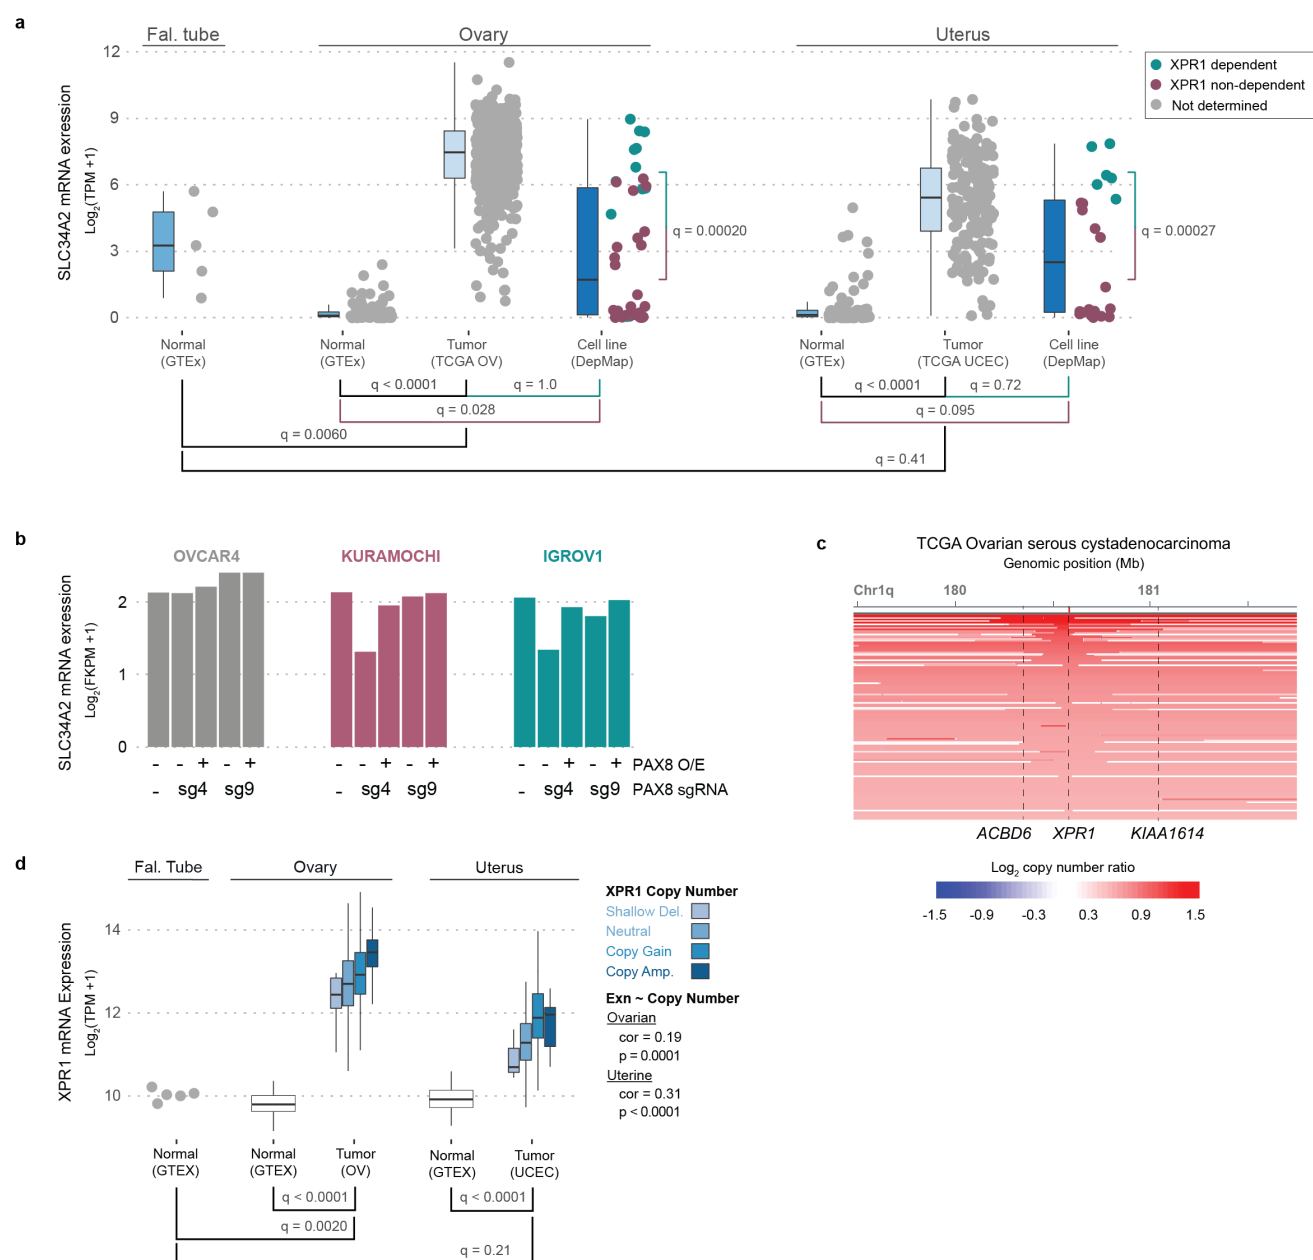 a
Fal. tube
Ovary
Uterus
XPR1 dependent
XPR1 non-dependent
Not determined
SLC34A2 mRNA exression
Log2(TPM +1)
12
9
6
3
0
q = 0.00020
q = 0.00027
Normal
(GTEx)
Normal
(GTEx)
Tumor
(TCGA OV)
Cell line
(DepMap)
Normal
(GTEx)
Tumor
(TCGA UCEC)
Cell line
(DepMap)
q < 0.0001
q = 1.0
q < 0.0001
q = 0.72
q = 0.028
q = 0.095
q = 0.0060
q = 0.41
b
OVCAR4
KURAMOCHI
IGROV1
SLC34A2 mRNA exression
Log2(FKPM +1)
2
1
0
- - + - + - - + - + - - + - + PAX8 O/E
- sg4 sg9 - sg4 sg9 - sg4 sg9 PAX8 sgRNA
c
TCGA Ovarian serous cystadenocarcinoma
Genomic position (Mb)
Chr1q 180 181
ACBD6 XPR1 KIAA1614
Log2 copy number ratio
-1.5 -0.9 -0.3 0.3 0.9 1.5
d
Fal. Tube
Ovary
Uterus
XPR1 mRNA Expression
Log2(TPM +1)
14
12
10
XPR1 Copy Number
Shallow Del.
Neutral
Copy Gain
Copy Amp.
Exn ~ Copy Number
Ovarian
cor = 0.19
p = 0.0001
Uterine
cor = 0.31
p < 0.0001
Normal
(GTEX)
Normal
(GTEX)
Tumor
(OV)
Normal
(GTEX)
Tumor
(UCEC)
q < 0.0001
q < 0.0001
q = 0.0020
q = 0.21